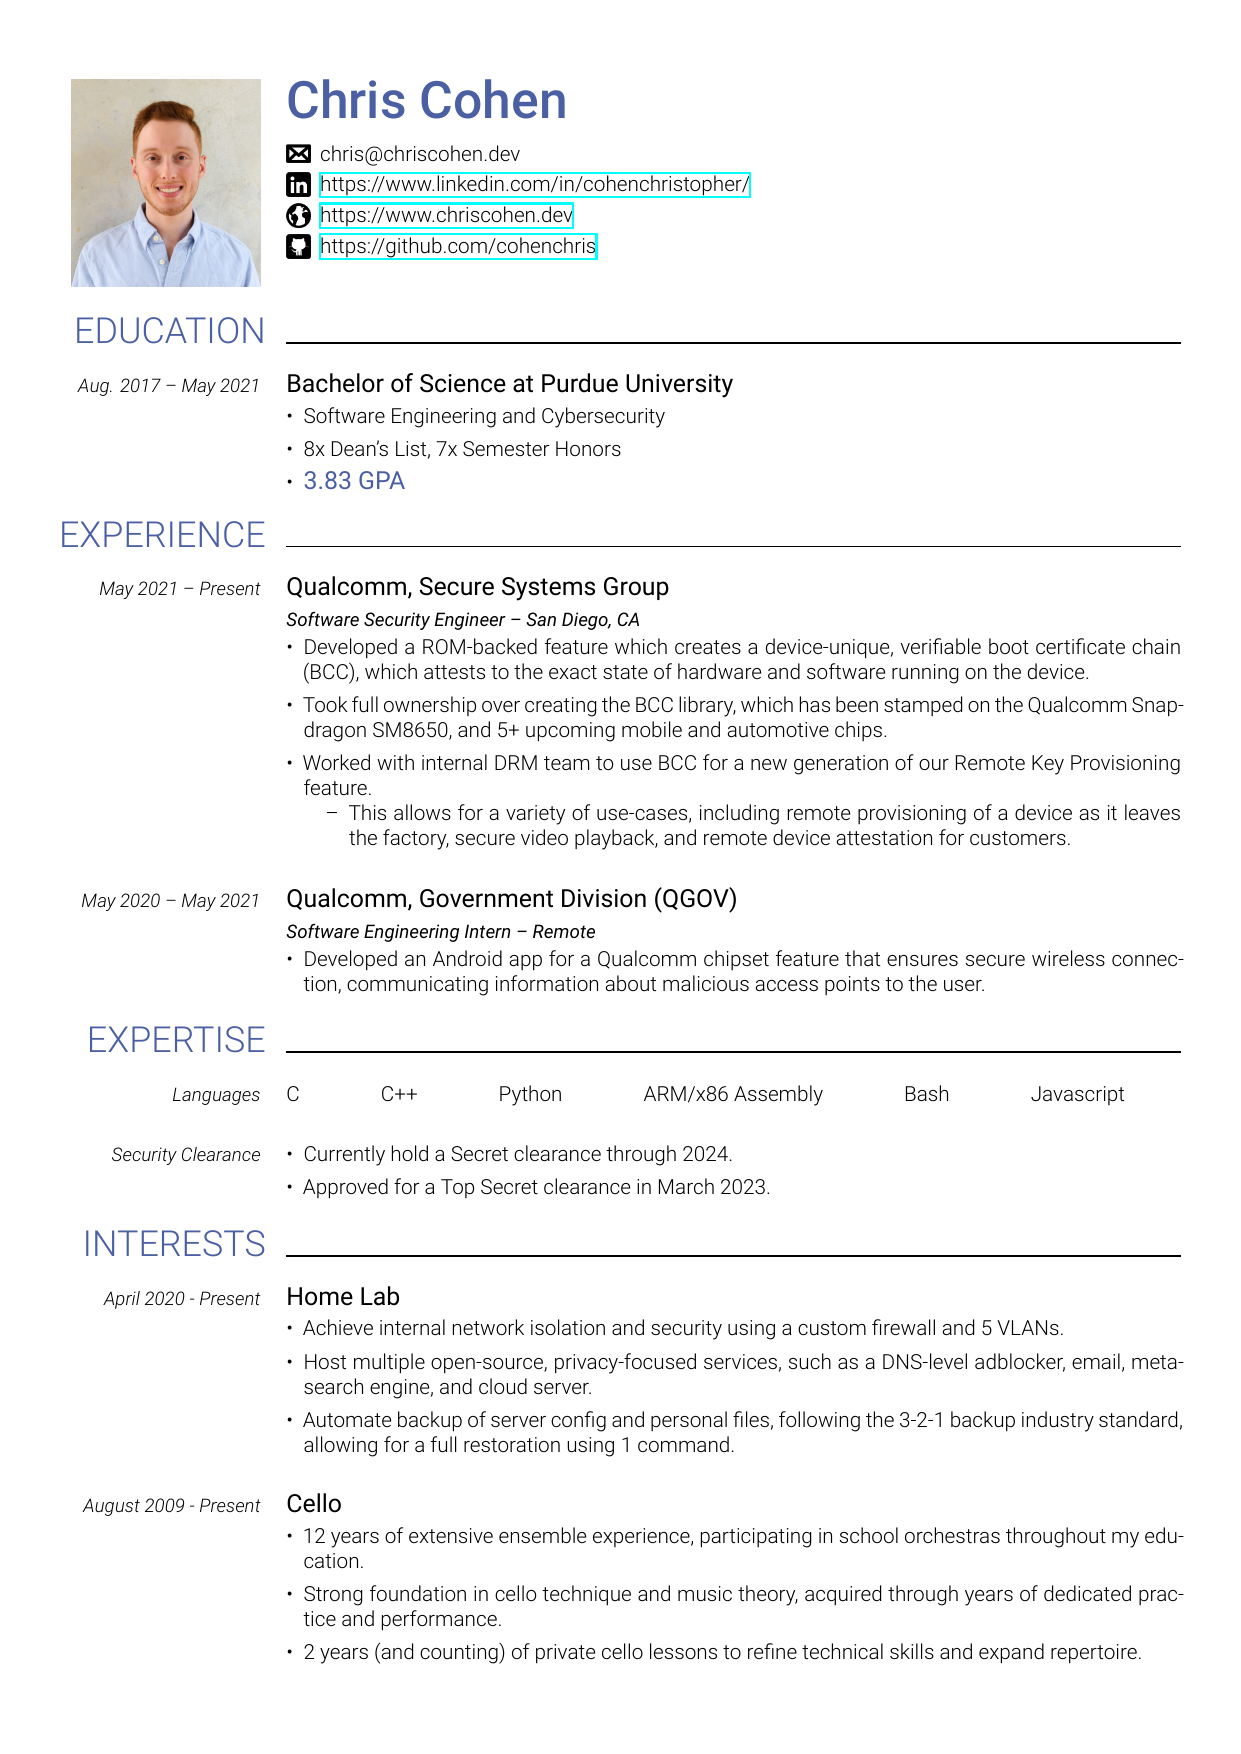 Chris Cohen
chris@chriscohen.dev
https://www.linkedin.com/in/cohenchristopher/
https://www.chriscohen.dev
https://github.com/cohenchris
EDUCATION
Aug. 2017 – May 2021 Bachelor of Science at Purdue University
• Software Engineering and Cybersecurity
• 8x Dean’s List, 7x Semester Honors
• 3.83 GPA
EXPERIENCE
May 2021 – Present Qualcomm, Secure Systems Group
Software Security Engineer – San Diego, CA
• Developed a ROM-backed feature which creates a device-unique, verifiable boot certificate chain
(BCC), which attests to the exact state of hardware and software running on the device.
• Took full ownership over creating the BCC library, which has been stamped on the Qualcomm Snap-
dragon SM8650, and 5+ upcoming mobile and automotive chips.
• Worked with internal DRM team to use BCC for a new generation of our Remote Key Provisioning
feature.
– This allows for a variety of use-cases, including remote provisioning of a device as it leaves
the factory, secure video playback, and remote device attestation for customers.
May 2020 – May 2021 Qualcomm, Government Division (QGOV)
Software Engineering Intern – Remote
• Developed an Android app for a Qualcomm chipset feature that ensures secure wireless connec-
tion, communicating information about malicious access points to the user.
EXPERTISE
Languages C C++ Python ARM/x86 Assembly Bash Javascript
Security Clearance • Currently hold a Secret clearance through 2024.
• Approved for a Top Secret clearance in March 2023.
INTERESTS
April 2020 - Present Home Lab
• Achieve internal network isolation and security using a custom firewall and 5 VLANs.
• Host multiple open-source, privacy-focused services, such as a DNS-level adblocker, email, meta-
search engine, and cloud server.
• Automate backup of server config and personal files, following the 3-2-1 backup industry standard,
allowing for a full restoration using 1 command.
August 2009 - Present Cello
• 12 years of extensive ensemble experience, participating in school orchestras throughout my edu-
cation.
• Strong foundation in cello technique and music theory, acquired through years of dedicated prac-
tice and performance.
• 2 years (and counting) of private cello lessons to refine technical skills and expand repertoire.